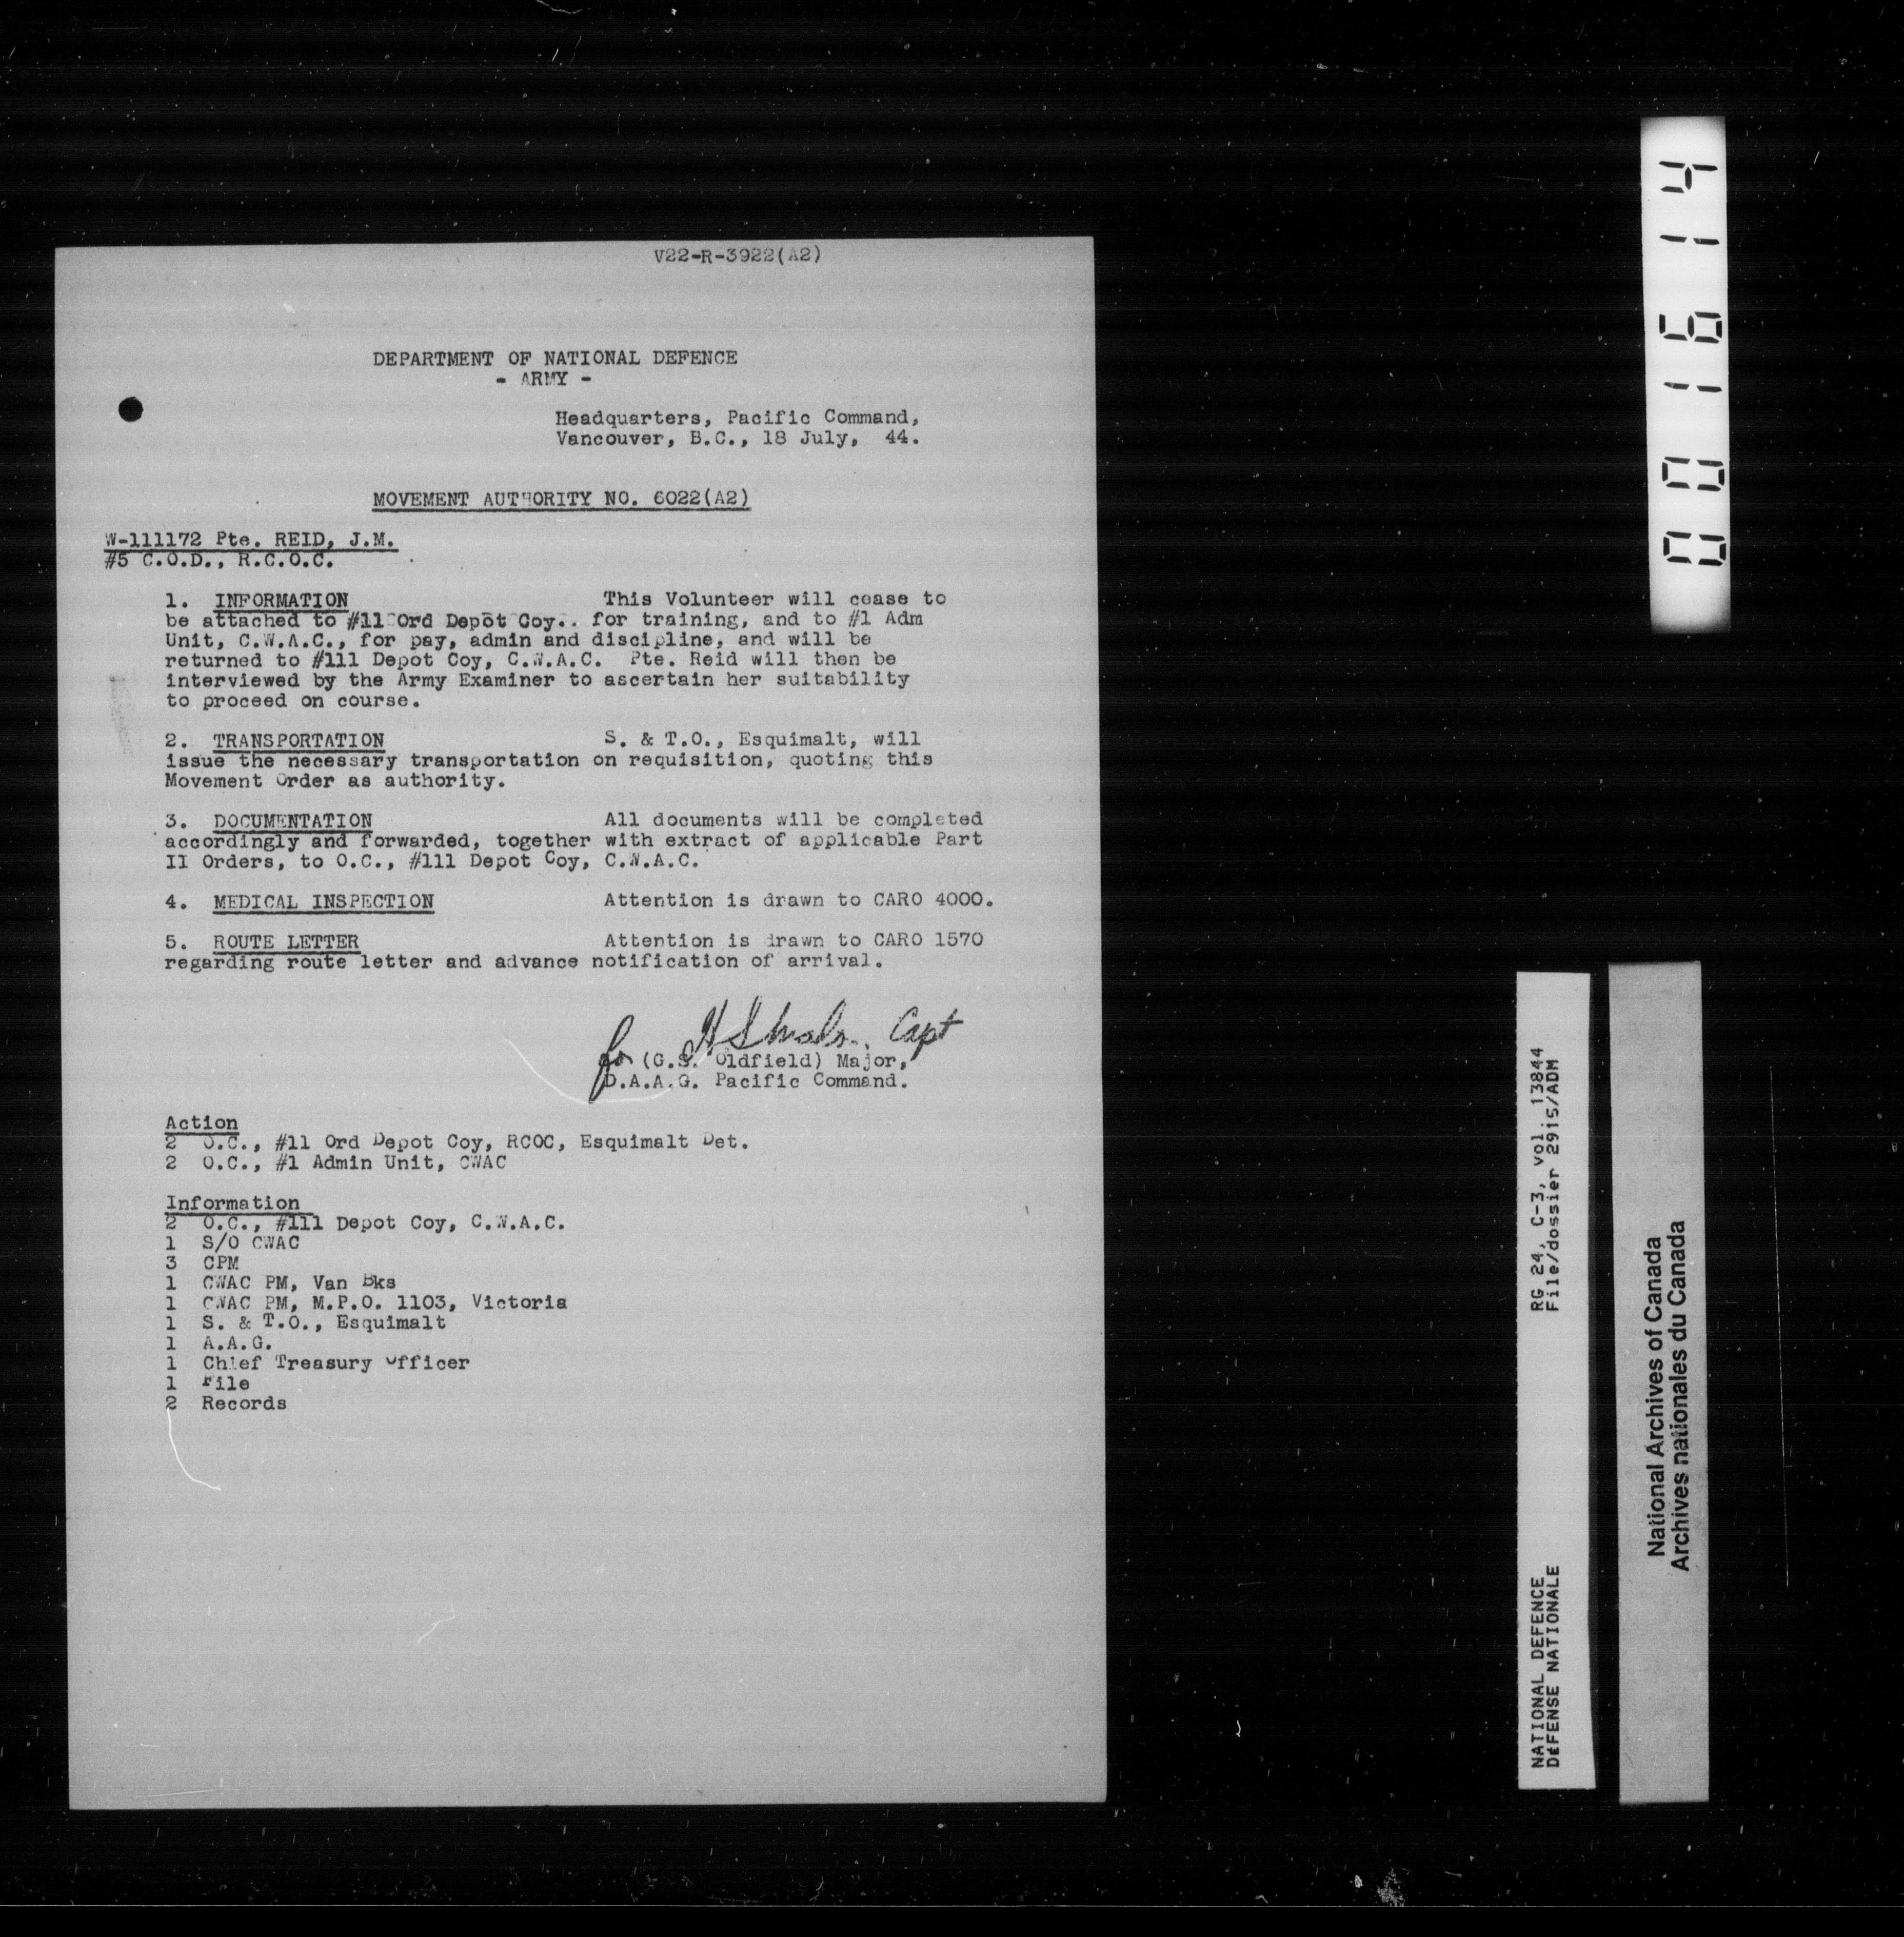 V22-R-3922(A2)
DEPARTMENT OF NATIONAL DEFENCE
- ARMY -
Headquarters, Pacific Command,
Vancouver, B.C., 18 July, 44.
MOVEMENT AUTHORITY NO. 6022(A2)
W-111172 Pte. REID, J.M.
#5 C.O.D., R.C.O.C.
1. INFORMATION This Volunteer will cease to
be attached to #11 Ord Depot Coy.. for training, and to #1 Adm
Unit, C.W.A.C., for pay, admin and discipline, and will be
returned to #111 Depot Coy, C.W.A.C. Pte. Reid will then be
interviewed by the Army Examiner to ascertain her suitability
to proceed on course.
2. TRANSPORTATION S. & T.O., Esquimalt, will
issue the necessary transportation on requisition, quoting this
Movement Order as authority.
3. DOCUMENTATION All documents will be completed
accordingly and forwarded, together with extract of applicable Part
II Orders, to O.C., #111 Depot Coy, C.W.A.C.
4. MEDICAL INSPECTION Attention is drawn to CARO 4000.
5. ROUTE LETTER Attention is drawn to CARO 1570
regarding route letter and advance notification of arrival.
Capt
for (G.S. Oldfield) Major,
D.A.A.G. Pacific Command.
Action
2 O.C., #11 Ord Depot Coy, RCOC, Esquimalt Det.
2 O.C., #1 Admin Unit, CWAC
Information
2 O.C., #111 Depot Coy, C.W.A.C.
1 S/O CWAC
3 CPM
1 CWAC PM, Van Bks
1 CWAC PM, M.P.O. 1103, Victoria
1 S. & T.O., Esquimalt
1 A.A.G.
1 Chief Treasury Officer
1 File
2 Records
001614
RG 24, C-3, vol. 13844
File/dossier 2915/ADM
NATIONAL DEFENCE
DÉFENSE NATIONALE
National Archives of Canada
Archives nationales du Canada